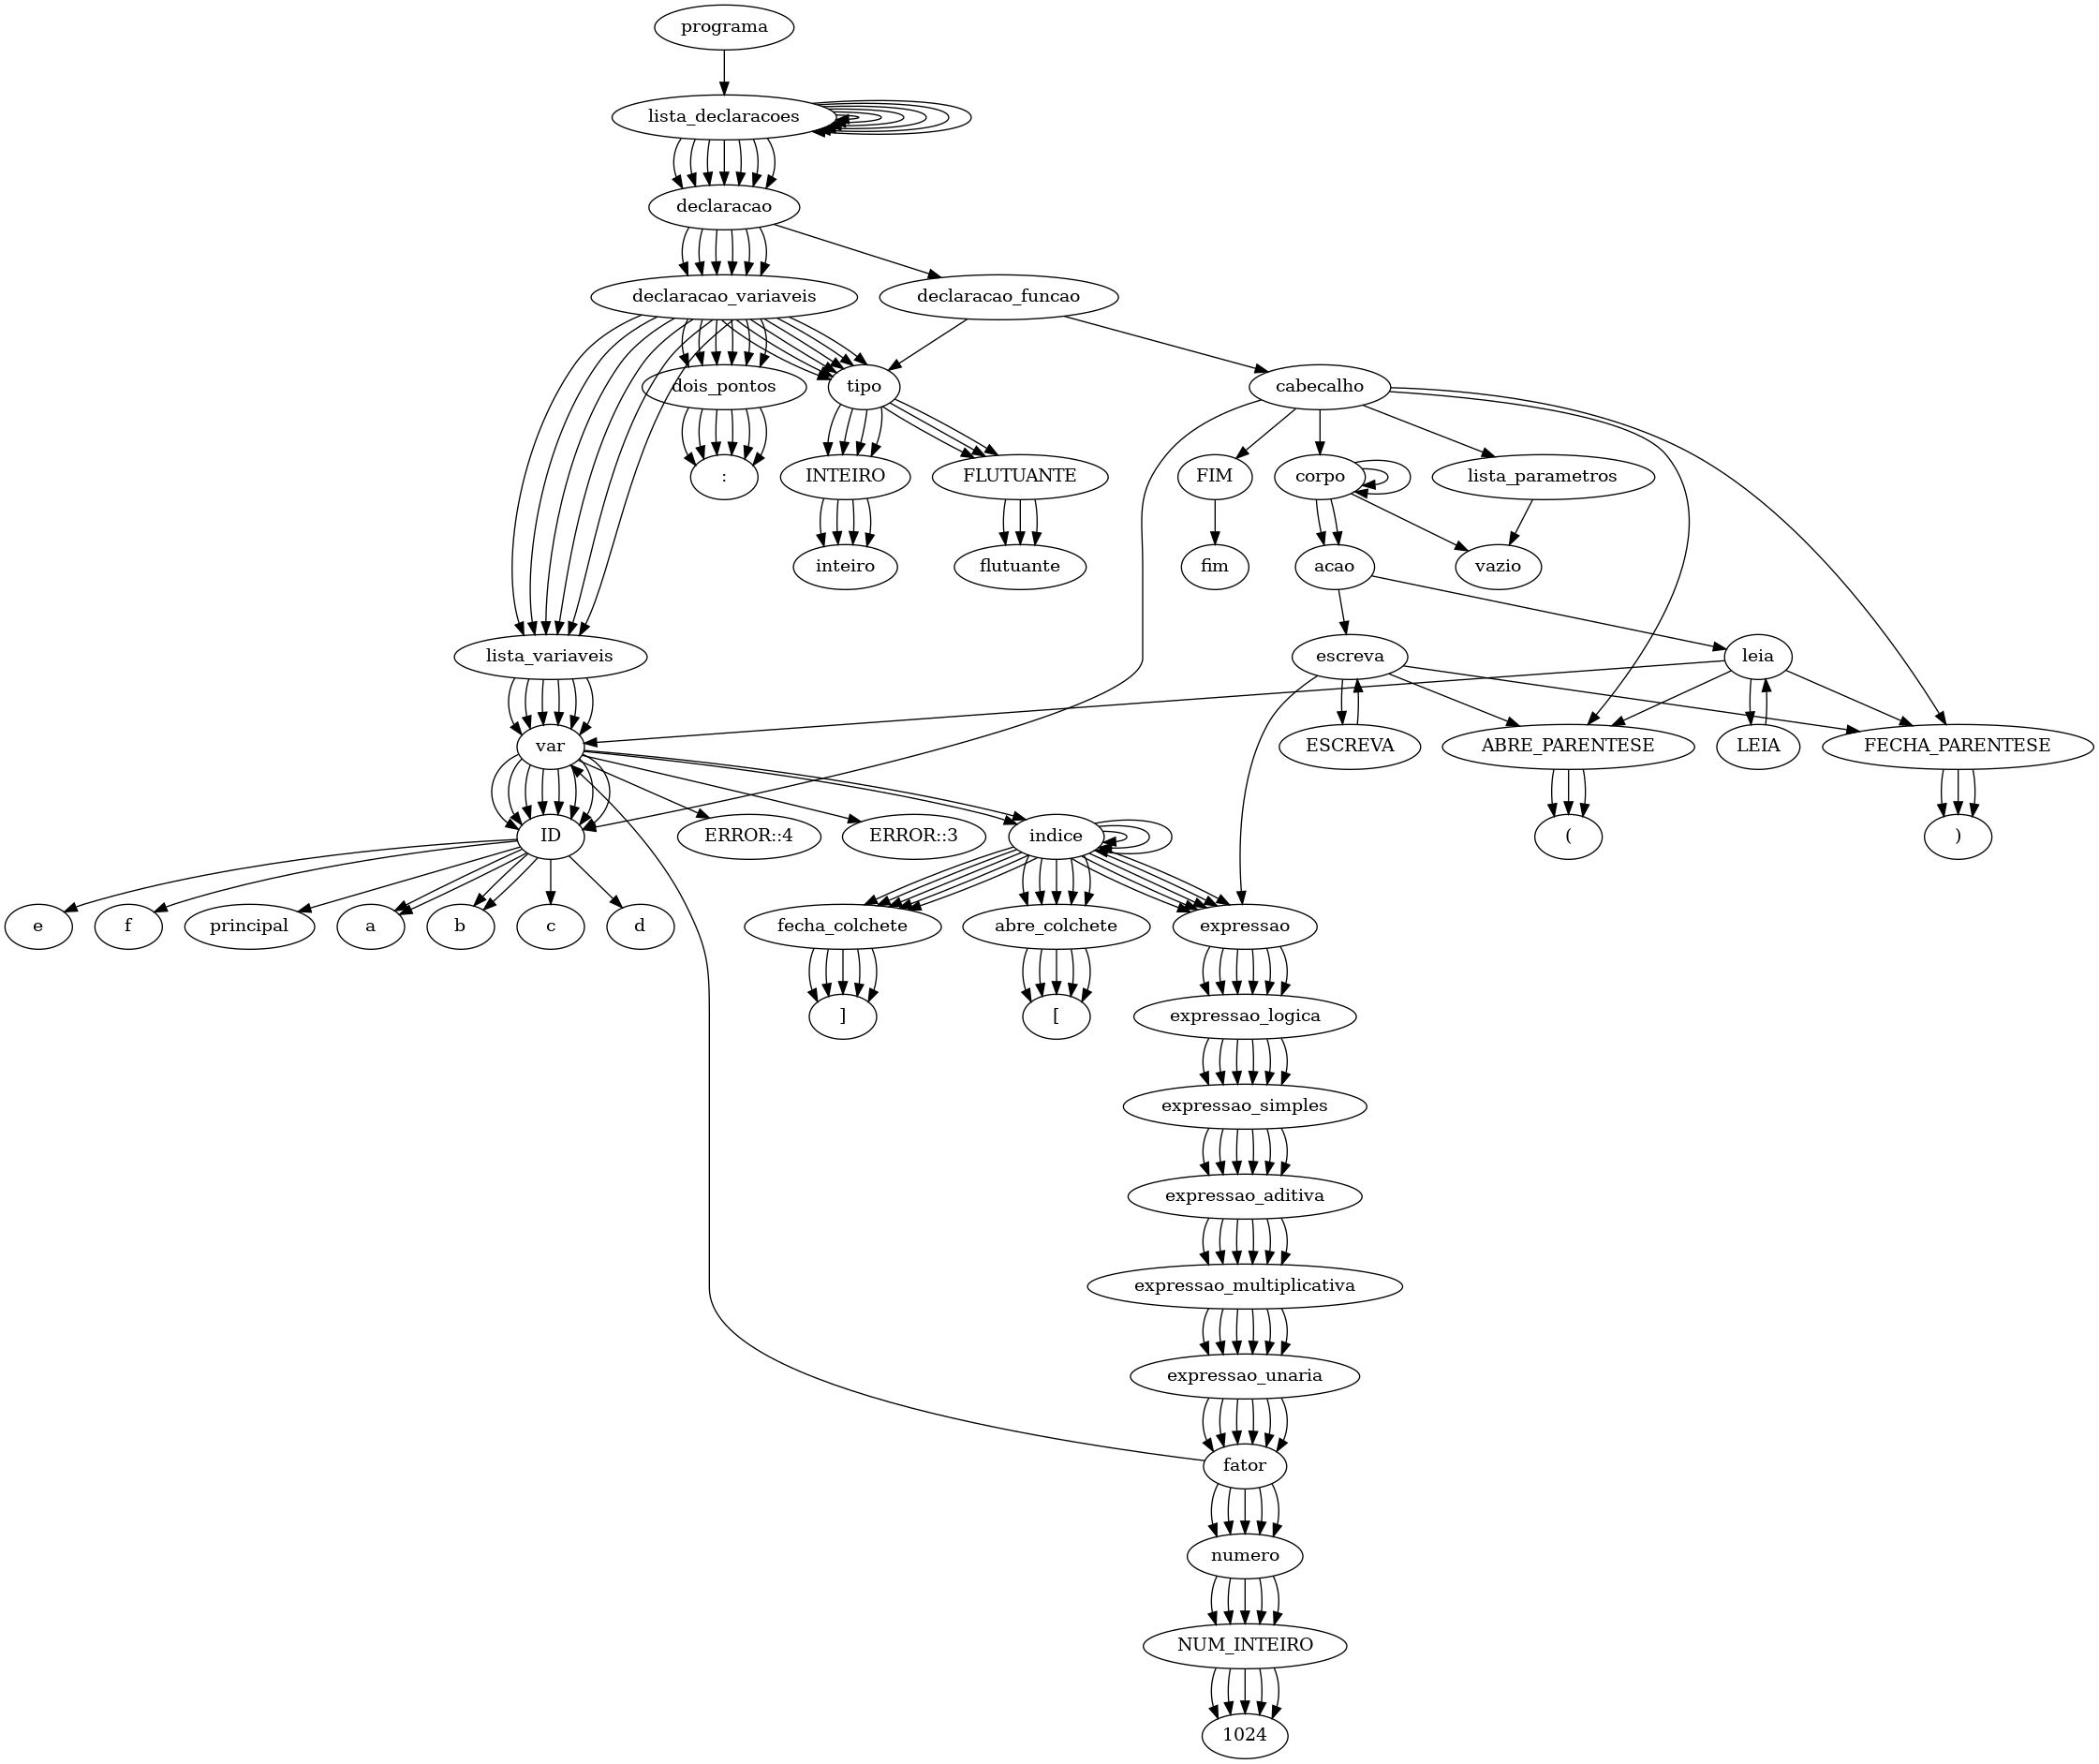 programa
lista_declaracoes
declaracao
declaracao_variaveis
declaracao_funcao
dois_pontos
tipo
cabecalho
:
INTEIRO
FLUTUANTE
FIM
corpo
lista_parametros
inteiro
flutuante
fim
acao
vazio
lista_variaveis
escreva
leia
var
ESCREVA
ABRE_PARENTESE
LEIA
FECHA_PARENTESE
ID
ERROR::4
ERROR::3
indice
(
)
e
f
principal
a
b
c
d
fecha_colchete
abre_colchete
expressao
]
[
expressao_logica
expressao_simples
expressao_aditiva
expressao_multiplicativa
expressao_unaria
fator
numero
NUM_INTEIRO
1024